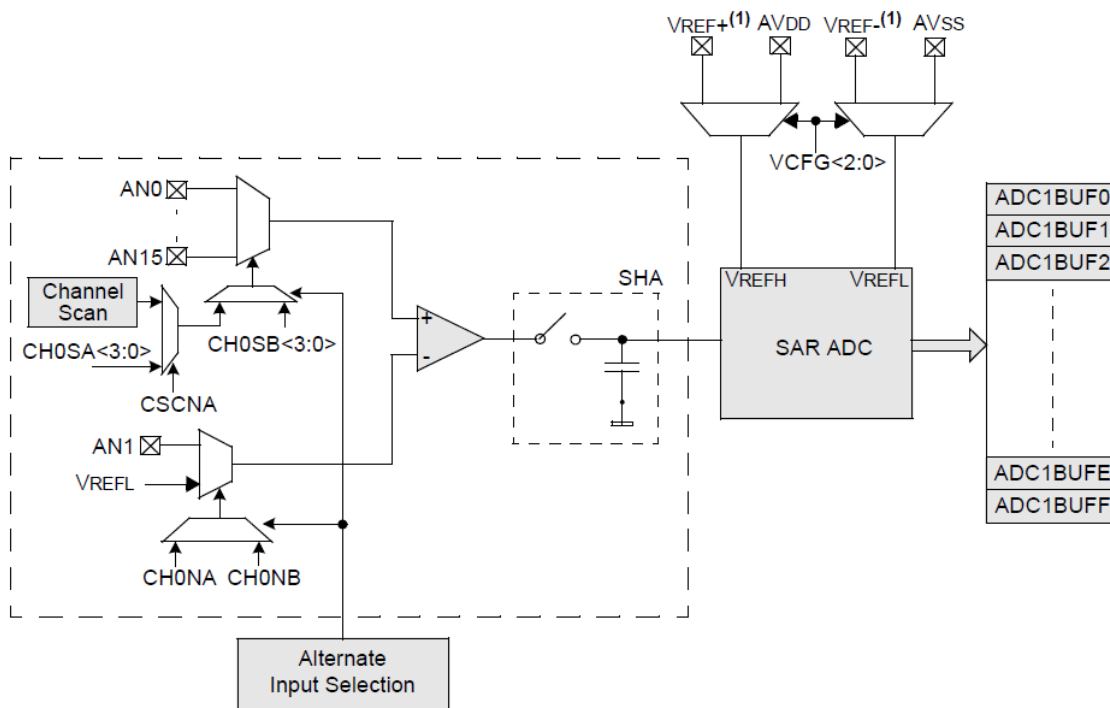 VREF+(1) AVDD VREF-(1) AVSS
VCFG<2:0>
AN0
AN15
Channel
Scan
CH0SA<3:0>
CH0SB<3:0>
CSCNA
AN1
VREFL
CH0NA CH0NB
+
-
SHA
VREFH VREFL
SAR ADC
ADC1BUF0
ADC1BUF1
ADC1BUF2
ADC1BUFE
ADC1BUFF
Alternate
Input Selection